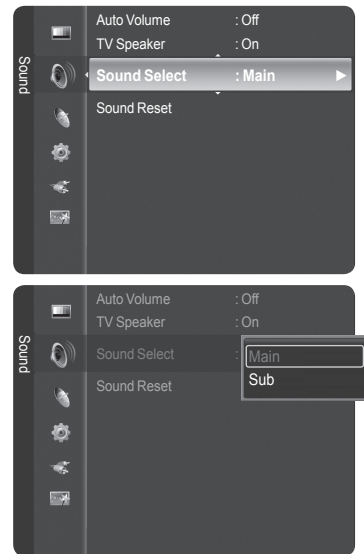 Auto Volume : Off
TV Speaker : On
Sound
Sound Select : Main
Sound Reset
Auto Volume : Off
TV Speaker : On
Sound
Sound Select :
Main
Sub
Sound Reset